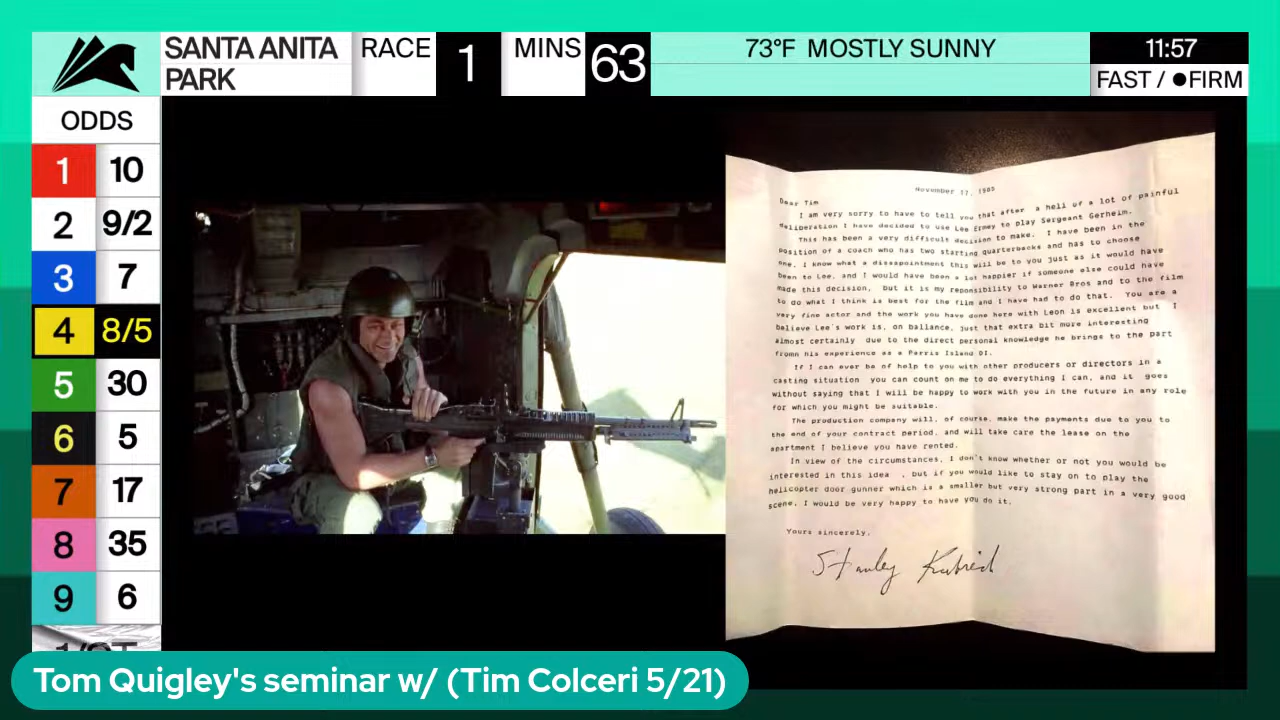 SANTA ANITA
PARK
RACE
1
MINS
63
73°F MOSTLY SUNNY
11:57
FAST / ●FIRM
ODDS
1 10
2 9/2
3 7
4 8/5
5 30
6 5
7 17
8 35
9 6
November 17, 1985
Dear Tim
I am very sorry to have to tell you that after a hell of a lot of painful
deliberation I have decided to use Lee Ermey to play Sergeant Gerheim.
This has been a very difficult decision to make. I have been in the
position of a coach who has two starting quarterbacks and has to choose
one. I know what a disappointment this will be to you just as it would have
been to Lee, and I would have been a lot happier if someone else could have
made this decision, but it is my reponsibility to Warner Bros and to the film
to do what I think is best for the film and I have had to do that. You are a
very fine actor and the work you have done here with Leon is excellent but I
believe Lee's work is, on ballance, just that extra bit more interesting
almost certainly due to the direct personal knowledge he brings to the part
fromn his experience as a Parris Island DI.
If I can ever be of help to you with other producers or directors in a
casting situation you can count on me to do everything I can, and it goes
without saying that I will be happy to work with you in the future in any role
for which you might be suitable.
The production company will, of course, make the payments due to you to
the end of your contract period, and will take care the lease on the
apartment I believe you have rented.
In view of the circumstances, I don't know whether or not you would be
interested in this idea , but if you would like to stay on to play the
helicopter door gunner which is a smaller but very strong part in a very good
scene, I would be very happy to have you do it.
Yours sincerely,
Stanley Kubrick
Tom Quigley's seminar w/ (Tim Colceri 5/21)